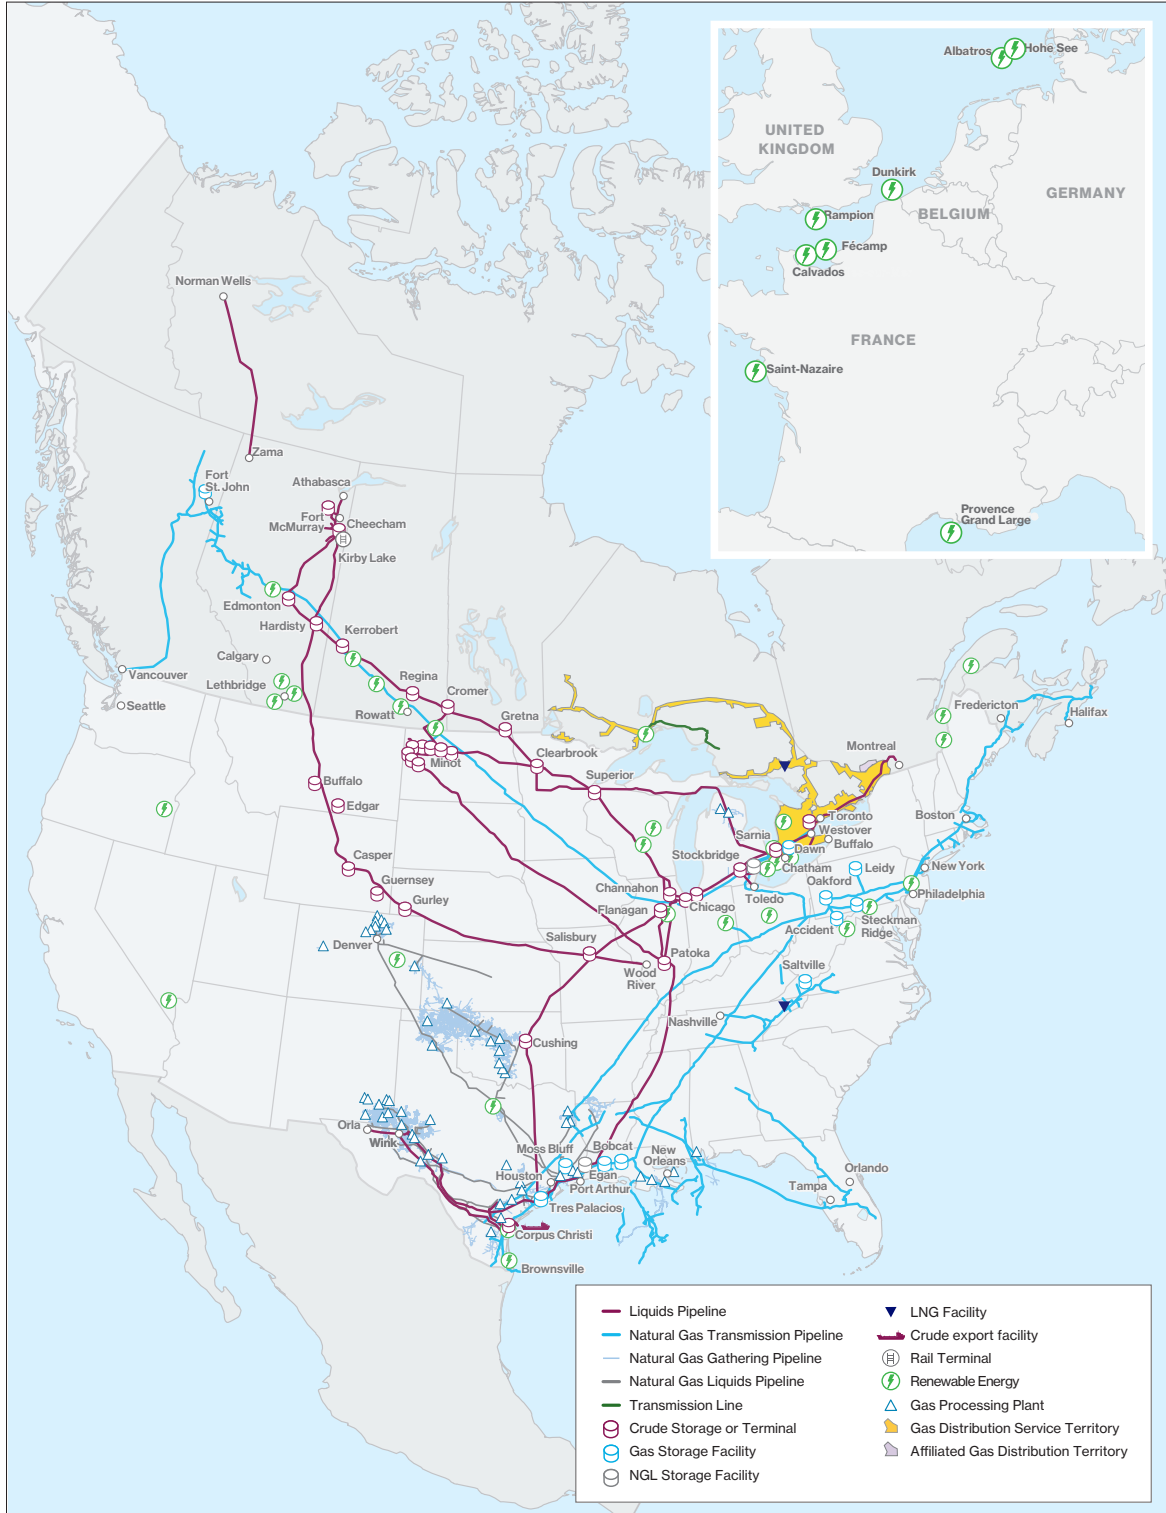 Albatros
Hohe See
UNITED
KINGDOM
Dunkirk
GERMANY
Rampion
BELGIUM
Fécamp
Calvados
FRANCE
Saint-Nazaire
Provence
Grand Large
Norman Wells
Zama
Fort
St. John
Athabasca
Fort
McMurray
Cheecham
Kirby Lake
Edmonton
Hardisty
Kerrobert
Calgary
Vancouver
Lethbridge
Regina
Cromer
Seattle
Rowatt
Gretna
Fredericton
Halifax
Minot
Clearbrook
Montreal
Buffalo
Superior
Edgar
Toronto
Boston
Westover
Sarnia
Buffalo
Dawn
Casper
Stockbridge
Chatham
Leidy
New York
Guernsey
Channahon
Toledo
Oakford
Philadelphia
Gurley
Flanagan
Chicago
Steckman
Ridge
Accident
Denver
Salisbury
Patoka
Wood
River
Saltville
Nashville
Cushing
Orla
Wink
Moss Bluff
Bobcat
New
Orleans
Houston
Egan
Port Arthur
Orlando
Tampa
Tres Palacios
Corpus Christi
Brownsville
Liquids Pipeline
Natural Gas Transmission Pipeline
Natural Gas Gathering Pipeline
Natural Gas Liquids Pipeline
Transmission Line
Crude Storage or Terminal
Gas Storage Facility
NGL Storage Facility
LNG Facility
Crude export facility
Rail Terminal
Renewable Energy
Gas Processing Plant
Gas Distribution Service Territory
Affiliated Gas Distribution Territory